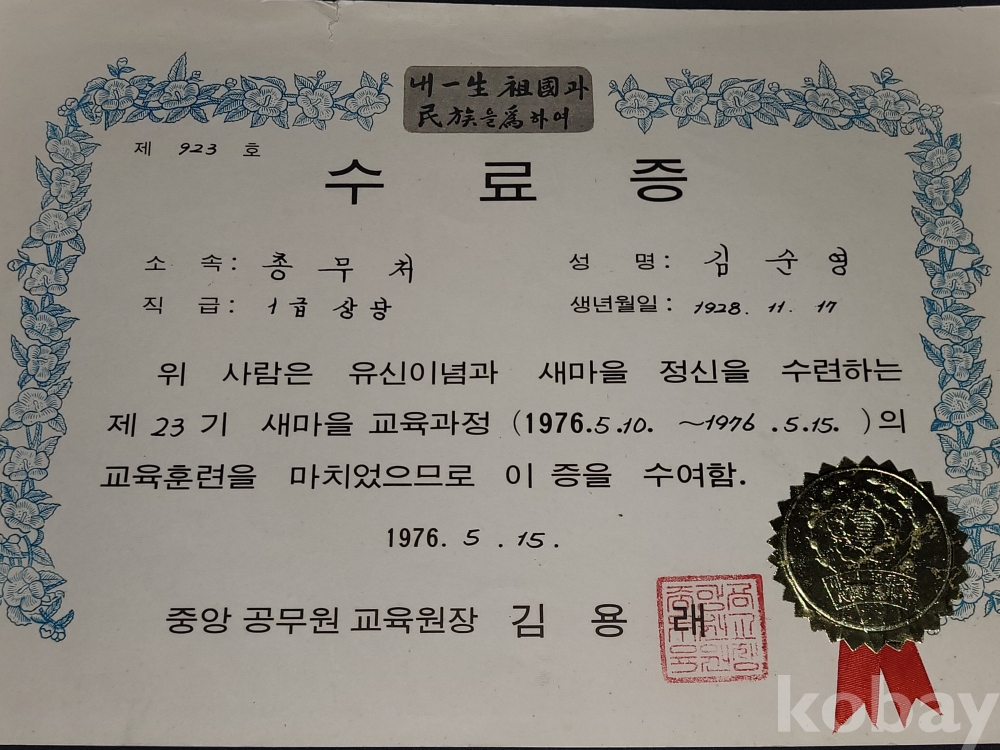 내 一生 祖國과
民族을 爲하여
제 923 호
수료증
소속: 총무처
성명: 김순영
직급: 1급상당
생년월일: 1928. 11. 17
위 사람은 유신이념과 새마을 정신을 수련하는
제 23 기 새마을 교육과정 (1976.5.10. ~1976.5.15. )의
교육훈련을 마치었으므로 이 증을 수여함.
1976. 5. 15.
중앙 공무원 교육원장 김용래
kobay